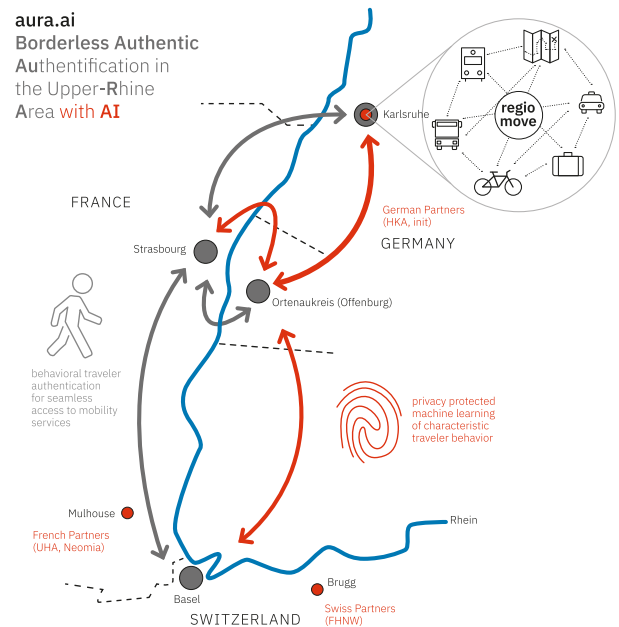 aura.ai
Borderless Authentic
Authentification in
the Upper-Rhine
Area with AI
Karlsruhe
regio
move
FRANCE
German Partners
(HKA, init)
GERMANY
Strasbourg
Ortenaukreis (Offenburg)
behavioral traveler
authentication
for seamless
access to mobility
services
privacy protected
machine learning
of characteristic
traveler behavior
Mulhouse
French Partners
(UHA, Neomia)
Rhein
Basel
Brugg
SWITZERLAND
Swiss Partners
(FHNW)